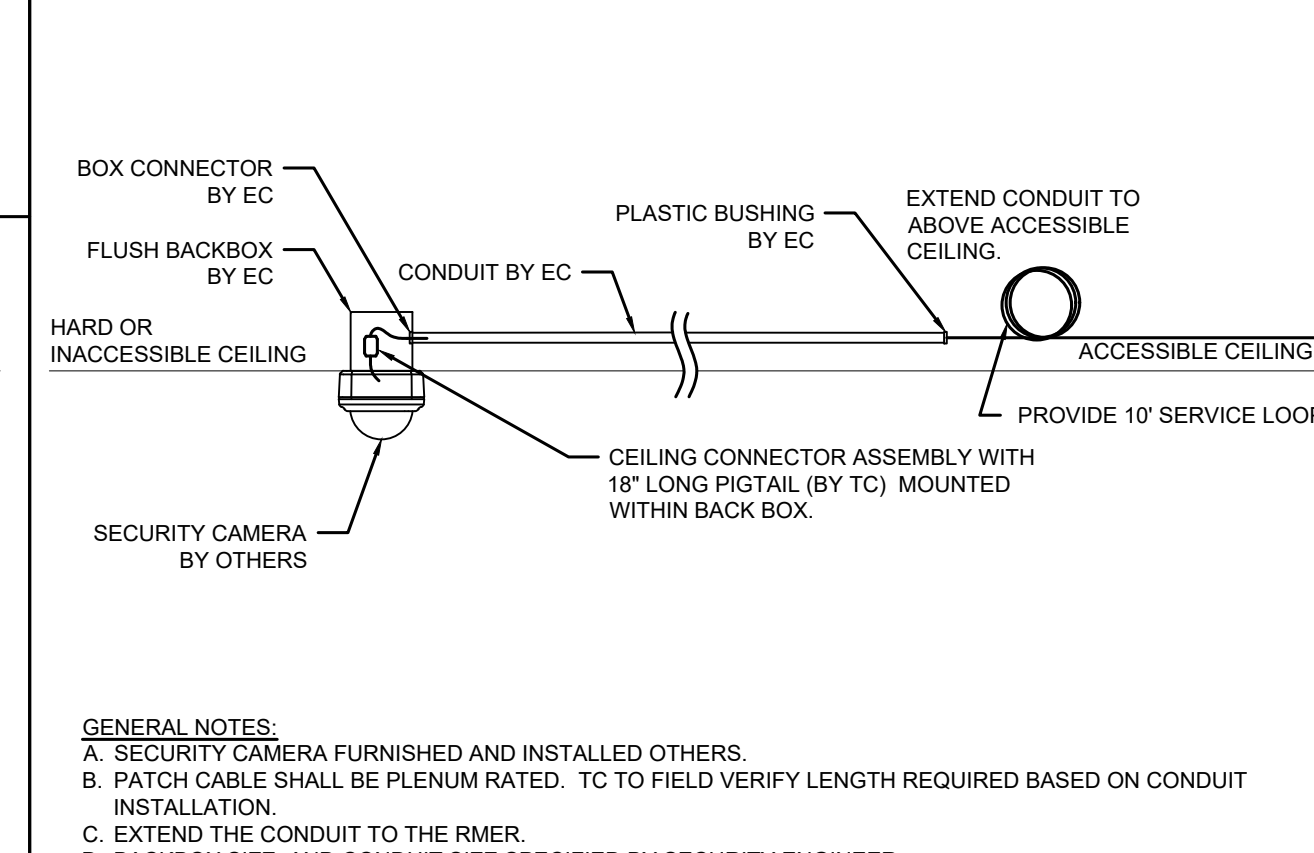 BOX CONNECTOR
BY EC
FLUSH BACKBOX
BY EC
HARD OR
INACCESSIBLE CEILING
CONDUIT BY EC
PLASTIC BUSHING
BY EC
EXTEND CONDUIT TO
ABOVE ACCESSIBLE
CEILING.
ACCESSIBLE CEILING
PROVIDE 10' SERVICE LOOP
CEILING CONNECTOR ASSEMBLY WITH
18" LONG PIGTAIL (BY TC) MOUNTED
WITHIN BACK BOX.
SECURITY CAMERA
BY OTHERS
GENERAL NOTES:
A. SECURITY CAMERA FURNISHED AND INSTALLED OTHERS.
B. PATCH CABLE SHALL BE PLENUM RATED. TC TO FIELD VERIFY LENGTH REQUIRED BASED ON CONDUIT
INSTALLATION.
C. EXTEND THE CONDUIT TO THE RMER.